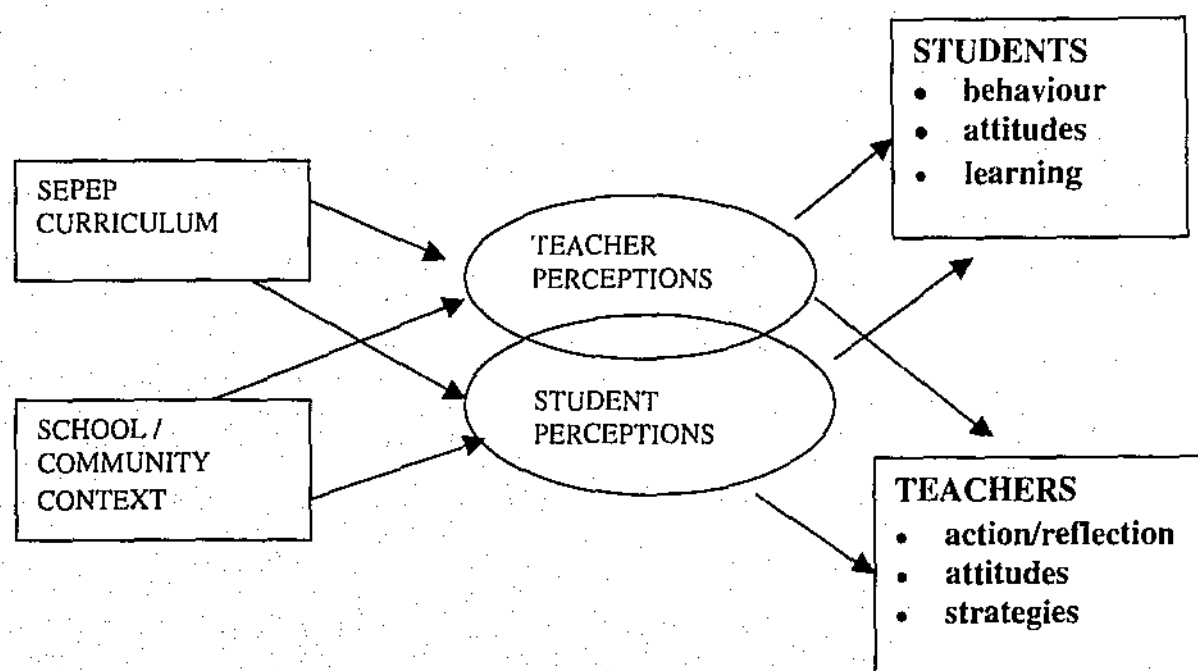 SEPEP
CURRICULUM
SCHOOL /
COMMUNITY
CONTEXT
TEACHER
PERCEPTIONS
STUDENT
PERCEPTIONS
STUDENTS
• behaviour
• attitudes
• learning
TEACHERS
• action/reflection
• attitudes
• strategies